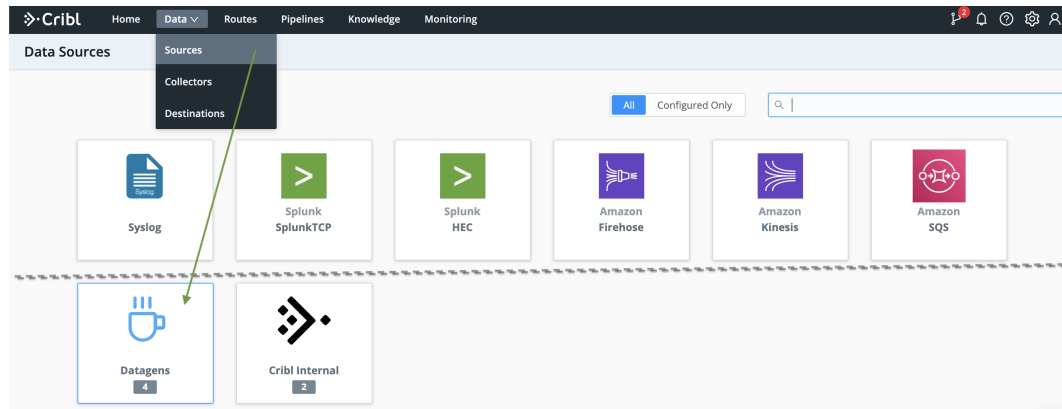 Cribl Home Data Routes Pipelines Knowledge Monitoring 2
Data Sources
Sources
Collectors
Destinations
All Configured Only
Syslog
Syslog
Splunk
SplunkTCP
Splunk
HEC
Amazon
Firehose
Amazon
Kinesis
Amazon
SQS
Datagens
4
Cribl Internal
2